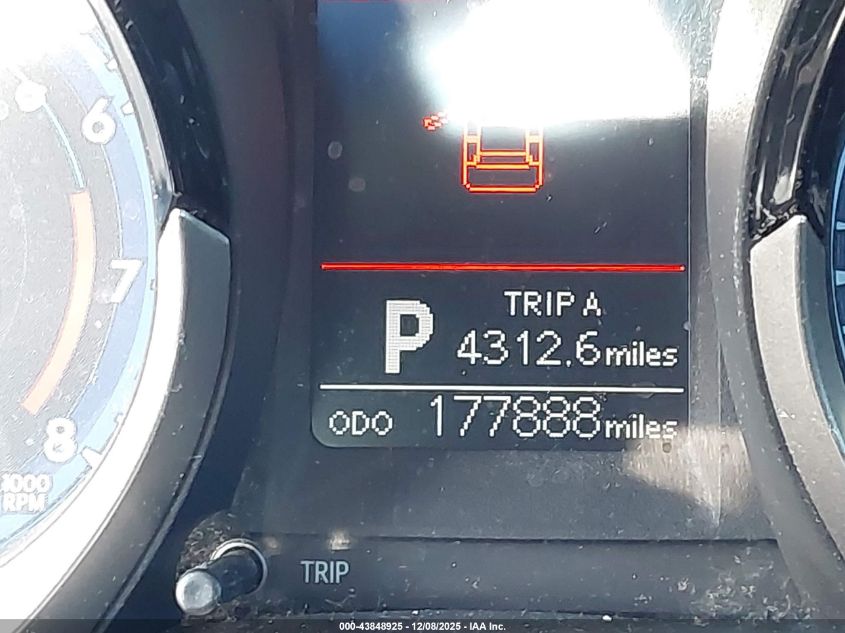 6
7
8
1000
RPM
P
TRIP A
4312.6 miles
ODO 177888 miles
TRIP
000-43848925 - 12/08/2025 - IAA Inc.